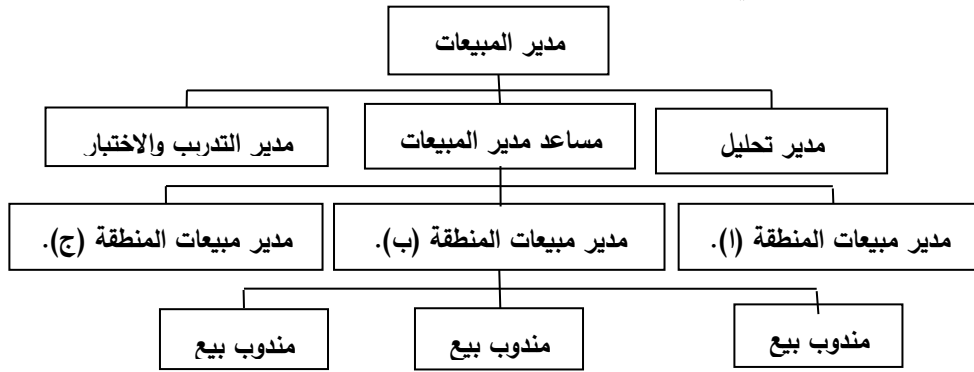 مدير المبيعات
مدير تحليل
مساعد مدير المبيعات
مدير التدريب والاختبار
مدير مبيعات المنطقة (ا).
مدير مبيعات المنطقة (ب).
مدير مبيعات المنطقة (ج).
مندوب بيع
مندوب بيع
مندوب بيع